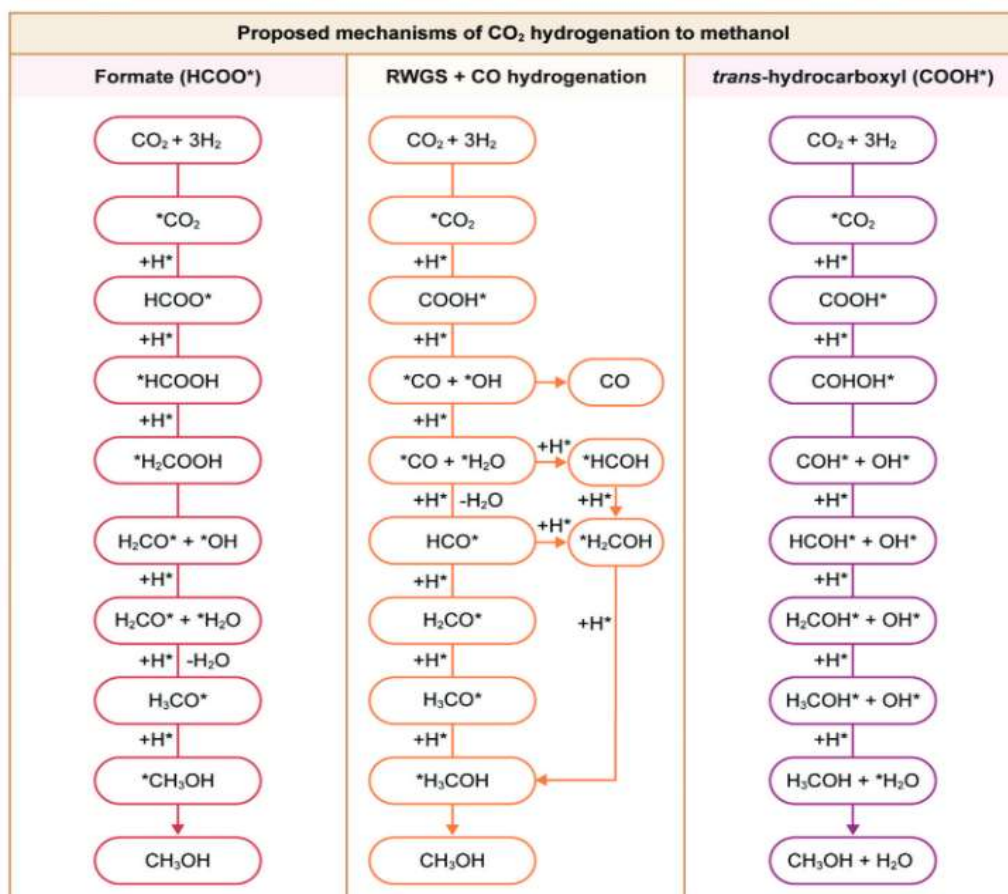 Proposed mechanisms of CO₂ hydrogenation to methanol
Formate (HCOO*)
CO₂ + 3H₂
*CO₂
+H*
HCOO*
+H*
*HCOOH
+H*
*H₂COOH
H₂CO* + *OH
+H*
H₂CO* + *H₂O
+H* -H₂O
H₃CO*
+H*
*CH₃OH
CH₃OH
RWGS + CO hydrogenation
CO₂ + 3H₂
*CO₂
+H*
COOH*
+H*
*CO + *OH
CO
+H*
*CO + *H₂O
+H*
*HCOH
+H* -H₂O
+H*
HCO*
+H*
*H₂COH
+H*
H₂CO*
+H*
+H*
H₃CO*
+H*
*H₃COH
CH₃OH
trans-hydrocarboxyl (COOH*)
CO₂ + 3H₂
*CO₂
+H*
COOH*
+H*
COHOH*
COH* + OH*
+H*
HCOH* + OH*
+H*
H₂COH* + OH*
+H*
H₃COH* + OH*
+H*
H₃COH + *H₂O
CH₃OH + H₂O